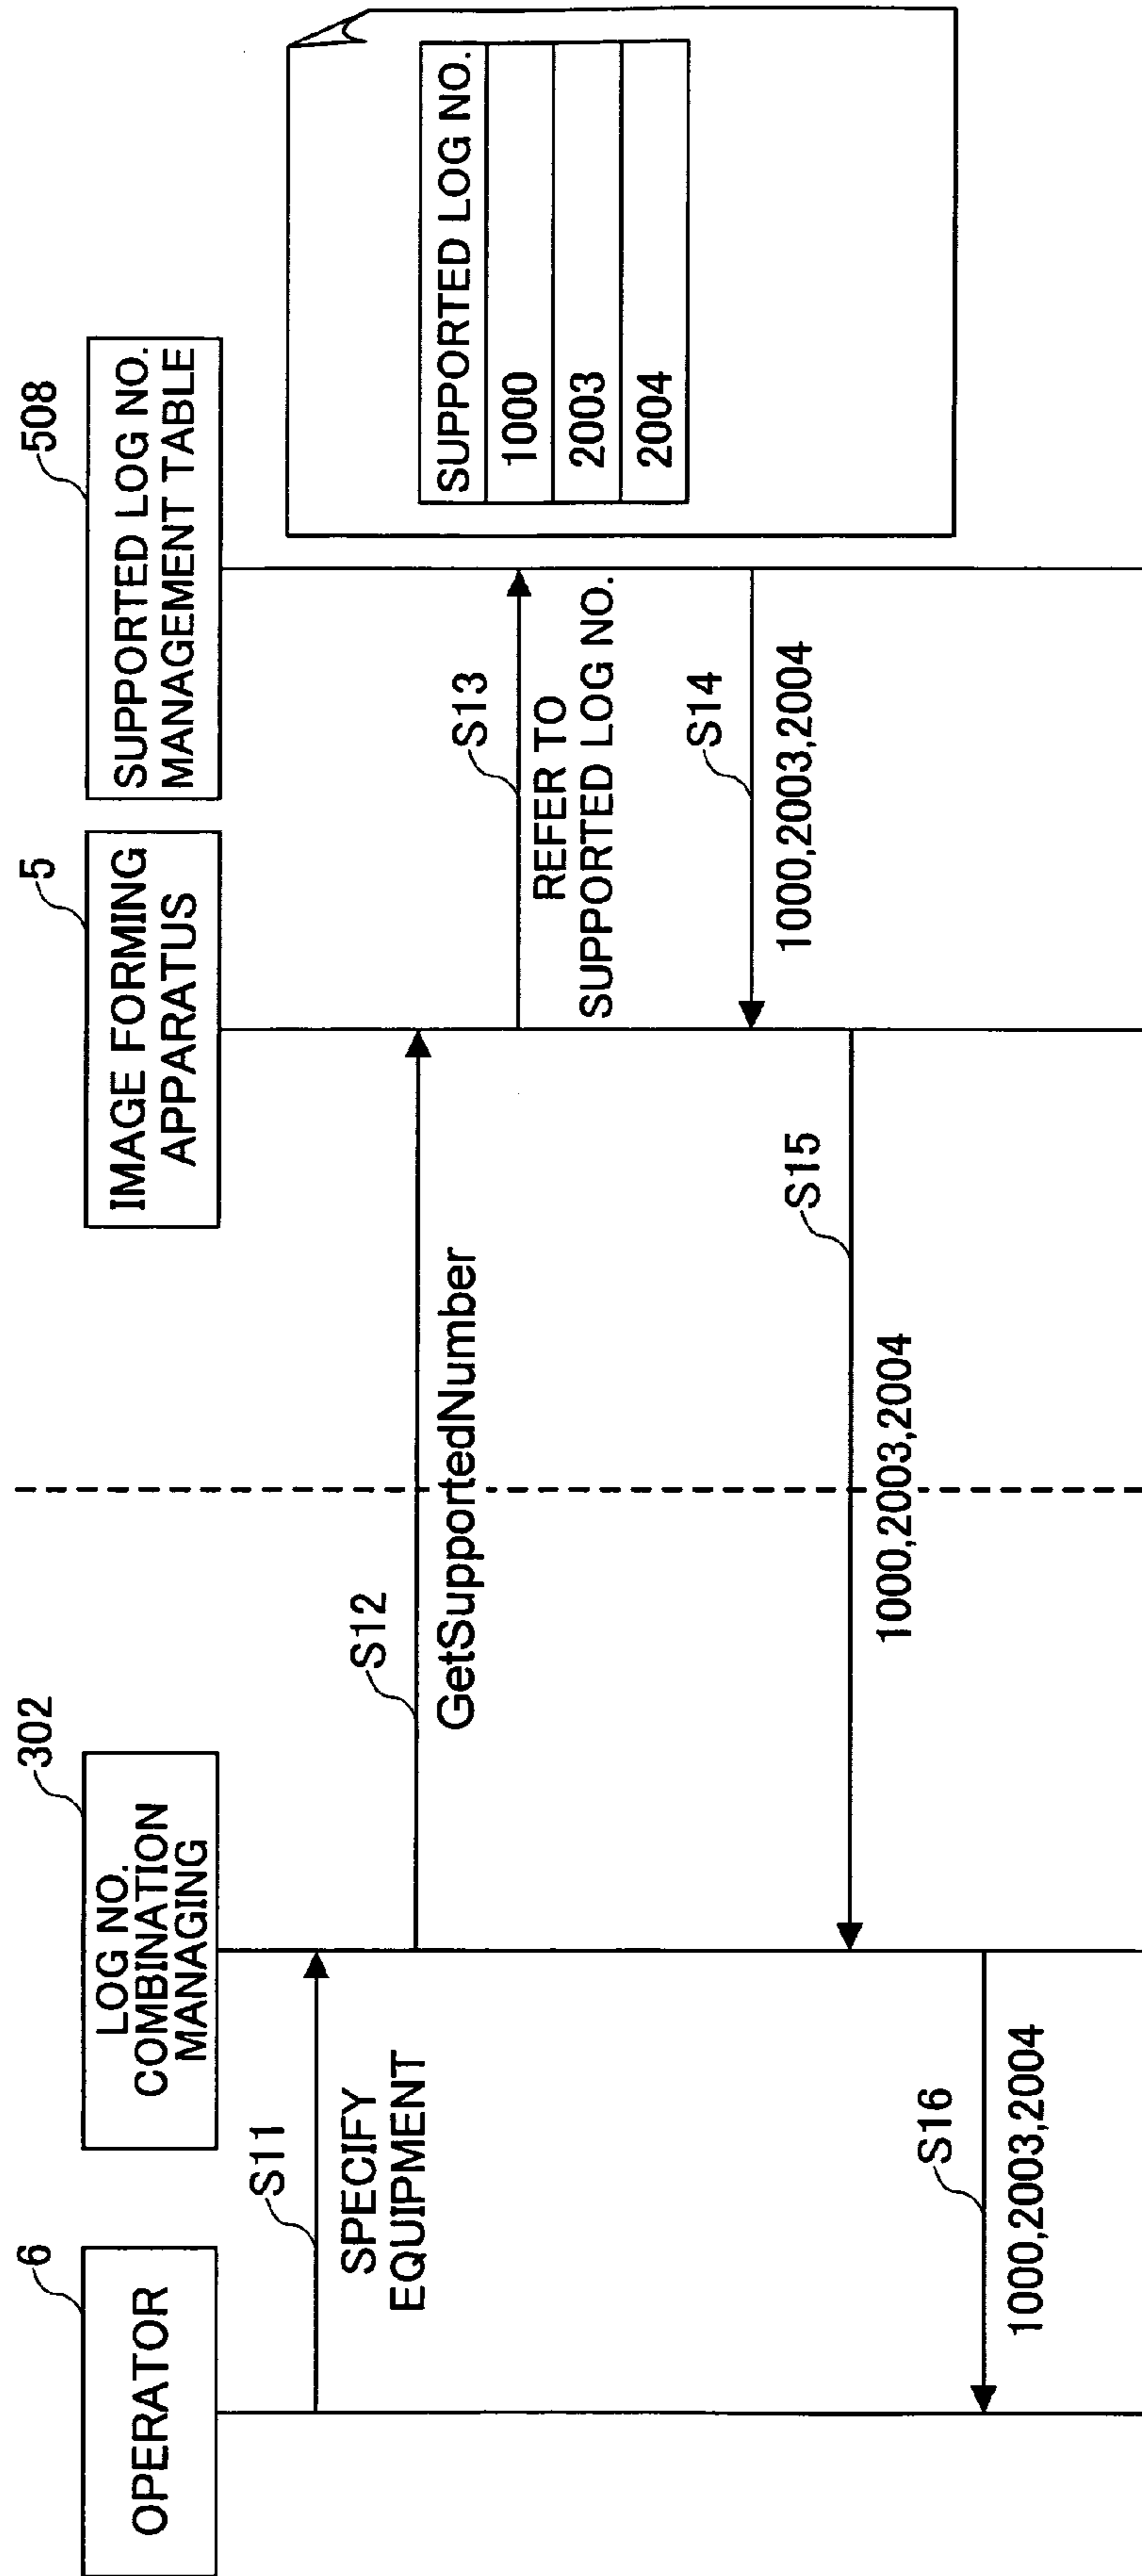 6
OPERATOR
302
LOG NO.
COMBINATION
MANAGING
5
IMAGE FORMING
APPARATUS
508
SUPPORTED LOG NO.
MANAGEMENT TABLE
S11
SPECIFY
EQUIPMENT
S12
GetSupportedNumber
S13
REFER TO
SUPPORTED LOG NO.
S14
1000,2003,2004
S15
1000,2003,2004
S16
1000,2003,2004
SUPPORTED LOG NO.
1000
2003
2004